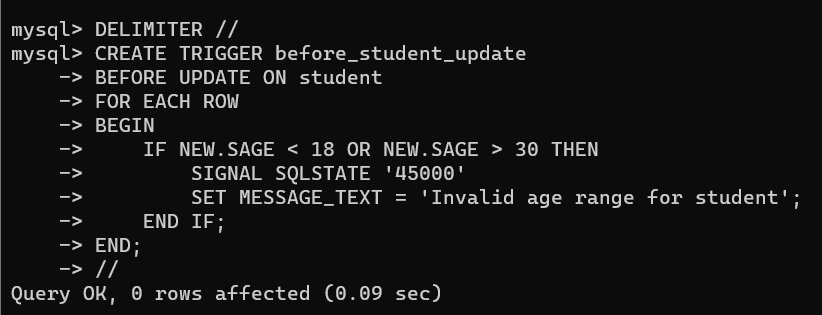 mysql> DELIMITER //
mysql> CREATE TRIGGER before_student_update
    -> BEFORE UPDATE ON student
    -> FOR EACH ROW
    -> BEGIN
    ->     IF NEW.SAGE < 18 OR NEW.SAGE > 30 THEN
    ->         SIGNAL SQLSTATE '45000'
    ->         SET MESSAGE_TEXT = 'Invalid age range for student';
    ->     END IF;
    -> END;
    -> //
Query OK, 0 rows affected (0.09 sec)